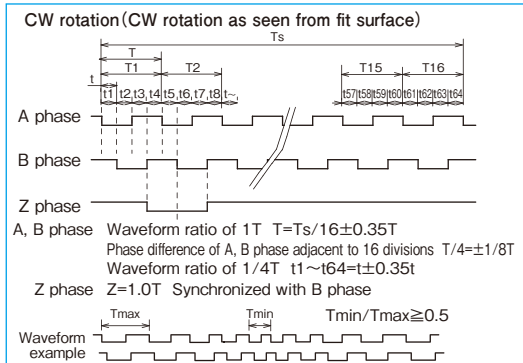 CW rotation(CW rotation as seen from fit surface)
Ts
T
T1 T2 T15 T16
t
t1 t2 t3 t4 t5 t6 t7 t8 t~ t57 t58 t59 t60 t61 t62 t63 t64
A phase
B phase
Z phase
A, B phase Waveform ratio of 1T T=Ts/16±0.35T
Phase difference of A, B phase adjacent to 16 divisions T/4=±1/8T
Waveform ratio of 1/4T t1～t64=t±0.35t
Z phase Z=1.0T Synchronized with B phase
Tmax Tmin Tmin/Tmax≧0.5
Waveform
example